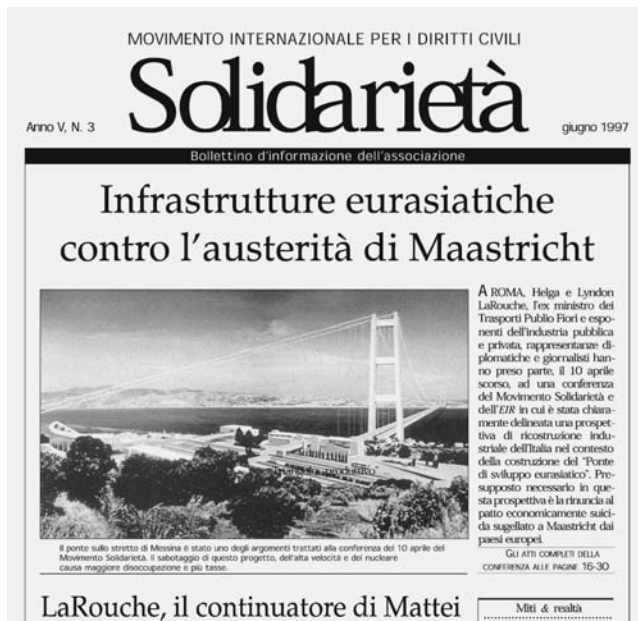 MOVIMENTO INTERNAZIONALE PER I DIRITTI CIVILI
Solidarietà
Anno V, N. 3
giugno 1997
Bollettino d'informazione dell'associazione
Infrastrutture eurasiatiche
contro l'austerità di Maastricht
A ROMA, Helga e Lyndon
LaRouche, l'ex ministro dei
Trasporti Publio Fiori e espo-
nenti dell'industria pubblica
e privata, rappresentanze di-
plomatiche e giornalisti han-
no preso parte, il 10 aprile
scorso, ad una conferenza
del Movimento Solidarietà e
dell'EIR in cui è stata chiara-
mente delineata una prospet-
tiva di ricostruzione indu-
striale dell'Italia nel contesto
della costruzione del "Ponte
di sviluppo eurasiatico". Pre-
supposto necessario in que-
sta prospettiva è la rinuncia al
patto economicamente suici-
da sugellato a Maastricht dai
paesi europei.
GLI ATTI COMPLETI DELLA
CONFERENZA ALLE PAGINE 16-30
"Triangolo produttivo"
Il ponte sullo stretto di Messina è stato uno degli argomenti trattati alla conferenza del 10 aprile del
Movimento Solidarietà. Il sabotaggio di questo progetto, dell'alta velocità e del nucleare
causa maggiore disoccupazione e più tasse.
LaRouche, il continuatore di Mattei
Miti & realtà